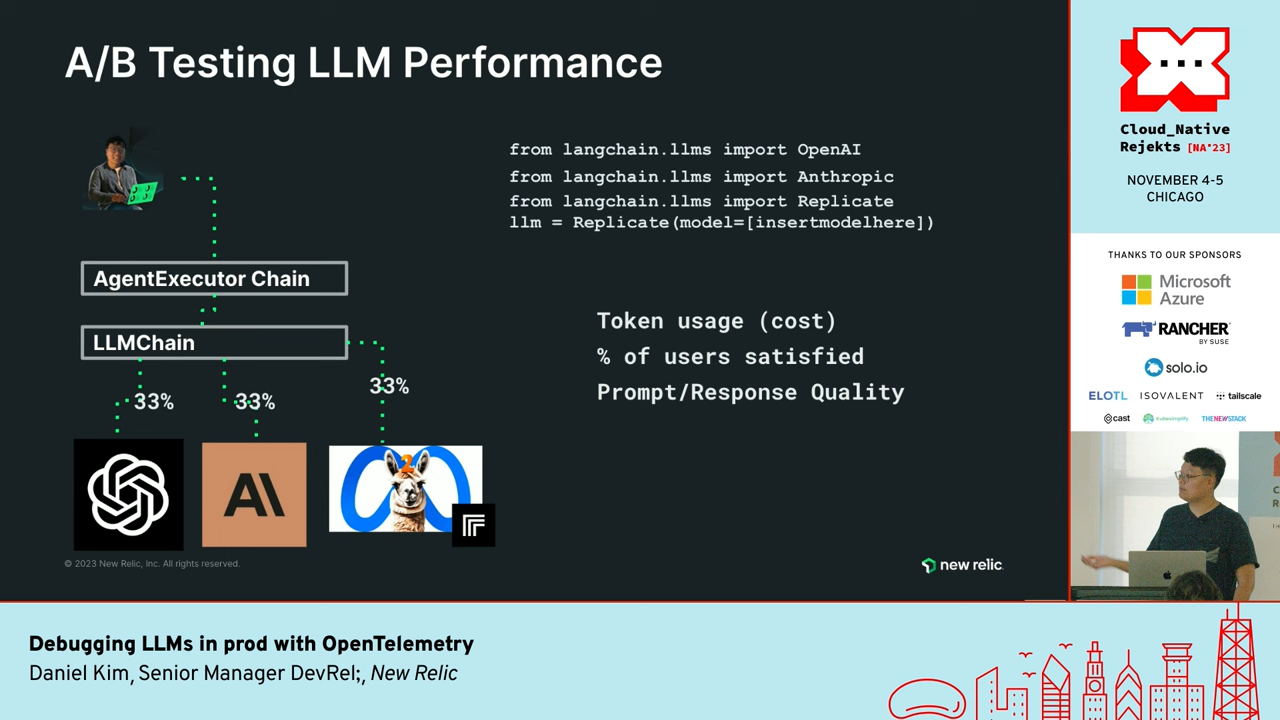 A/B Testing LLM Performance
from langchain.llms import OpenAI
from langchain.llms import Anthropic
from langchain.llms import Replicate
llm = Replicate(model=[insertmodelhere])
AgentExecutor Chain
LLMChain
33%
33%
33%
Token usage (cost)
% of users satisfied
Prompt/Response Quality
AI
2
© 2023 New Relic, Inc. All rights reserved.
new relic
Cloud_Native
Rejekts [NA'23]
NOVEMBER 4-5
CHICAGO
THANKS TO OUR SPONSORS
Microsoft
Azure
RANCHER
BY SUSE
solo.io
ELOTL ISOVALENT tailscale
cast kubesimplify THENEWSTACK
Debugging LLMs in prod with OpenTelemetry
Daniel Kim, Senior Manager DevRel;, New Relic